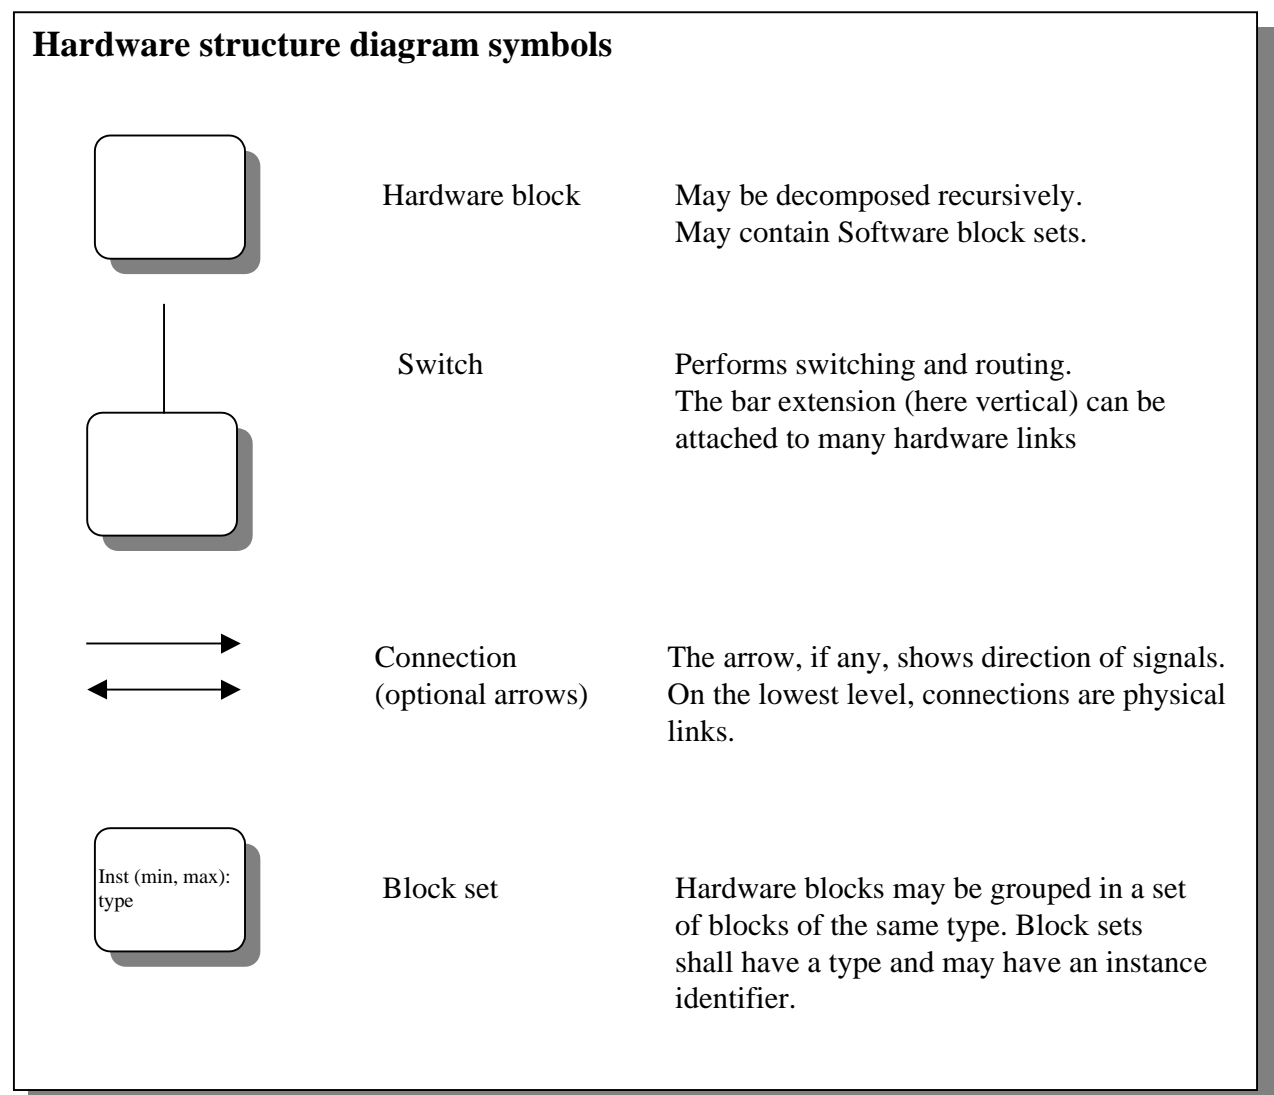 Hardware structure diagram symbols
Hardware block
May be decomposed recursively.
May contain Software block sets.
Switch
Performs switching and routing.
The bar extension (here vertical) can be
attached to many hardware links
Connection
(optional arrows)
The arrow, if any, shows direction of signals.
On the lowest level, connections are physical
links.
Inst (min, max):
type
Block set
Hardware blocks may be grouped in a set
of blocks of the same type. Block sets
shall have a type and may have an instance
identifier.